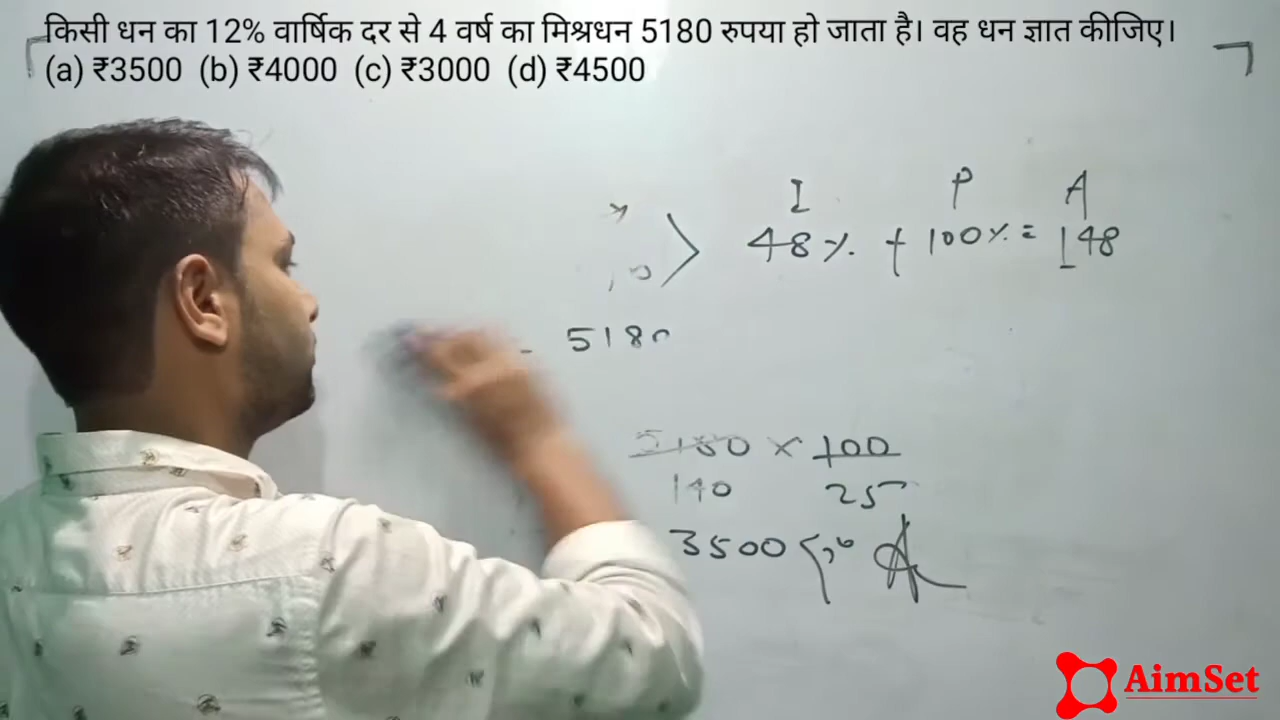 किसी धन का 12% वार्षिक दर से 4 वर्ष का मिश्रधन 5180 रुपया हो जाता है। वह धन ज्ञात कीजिए।
(a) ₹3500 (b) ₹4000 (c) ₹3000 (d) ₹4500
I P A
48% + 100% = 148
5180
5180 × 100
140 25
3500
AimSet